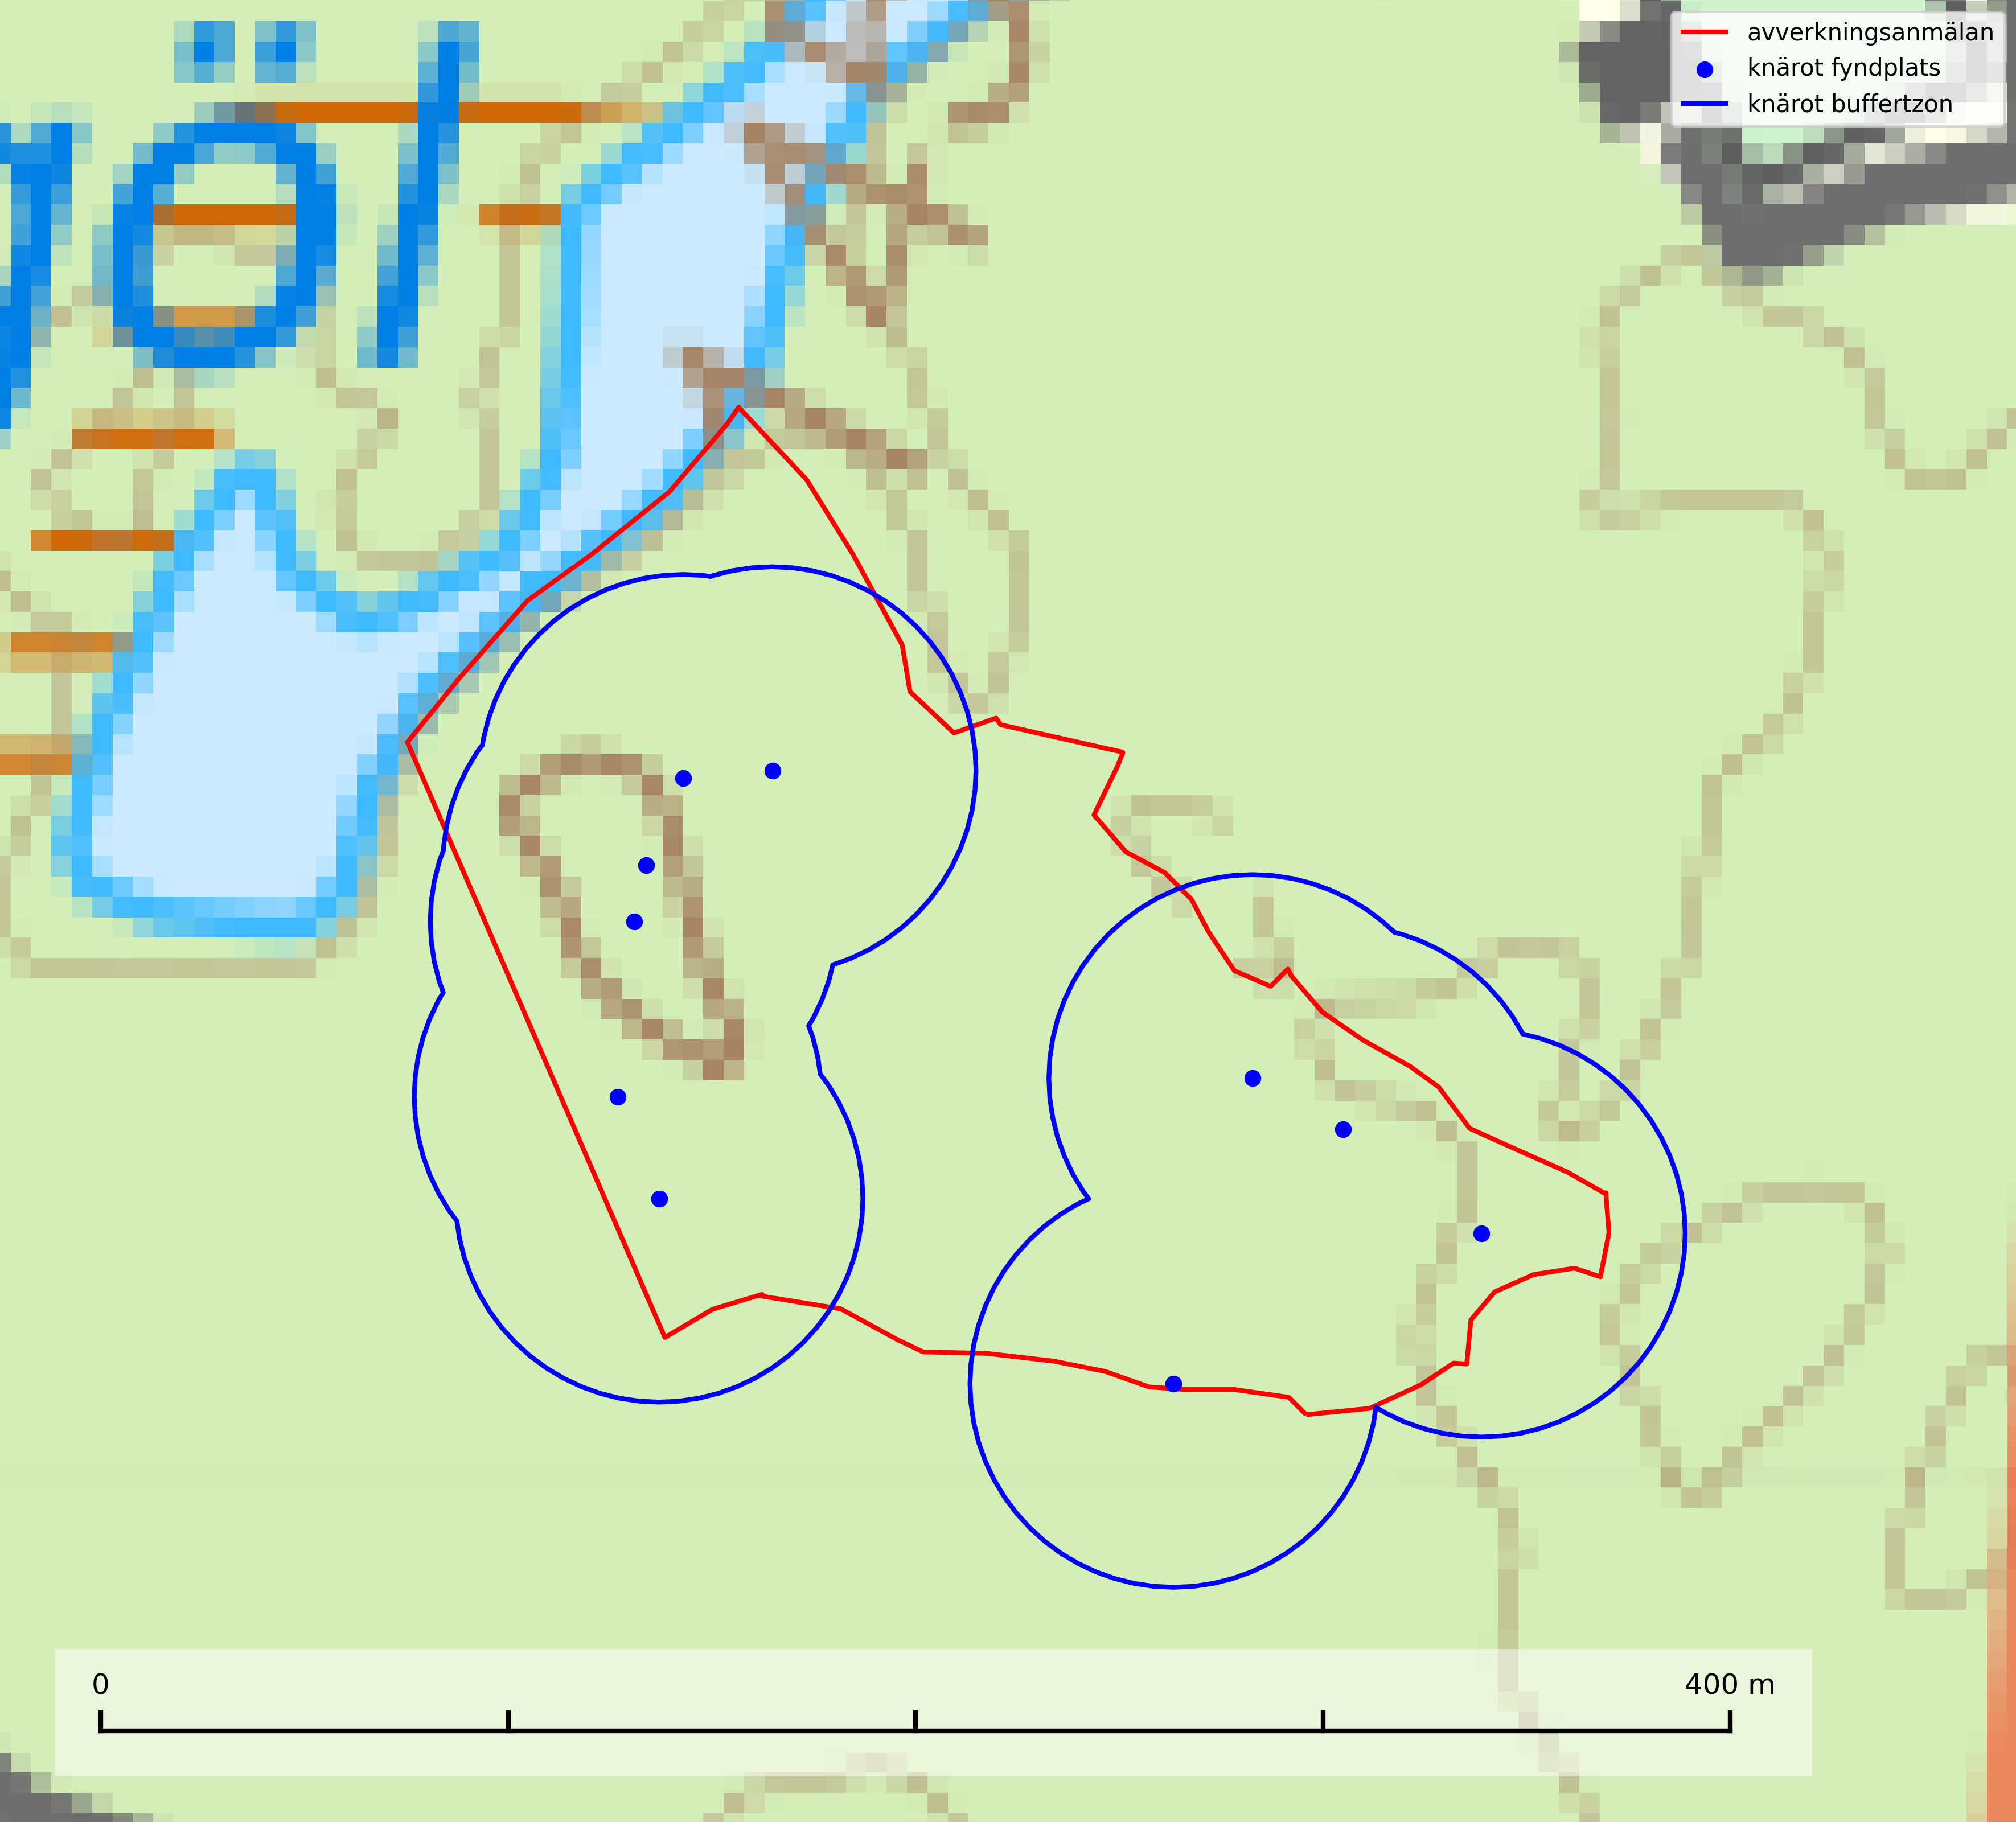 avverkningsanmälan
knärot fyndplats
knärot buffertzon
0
400 m